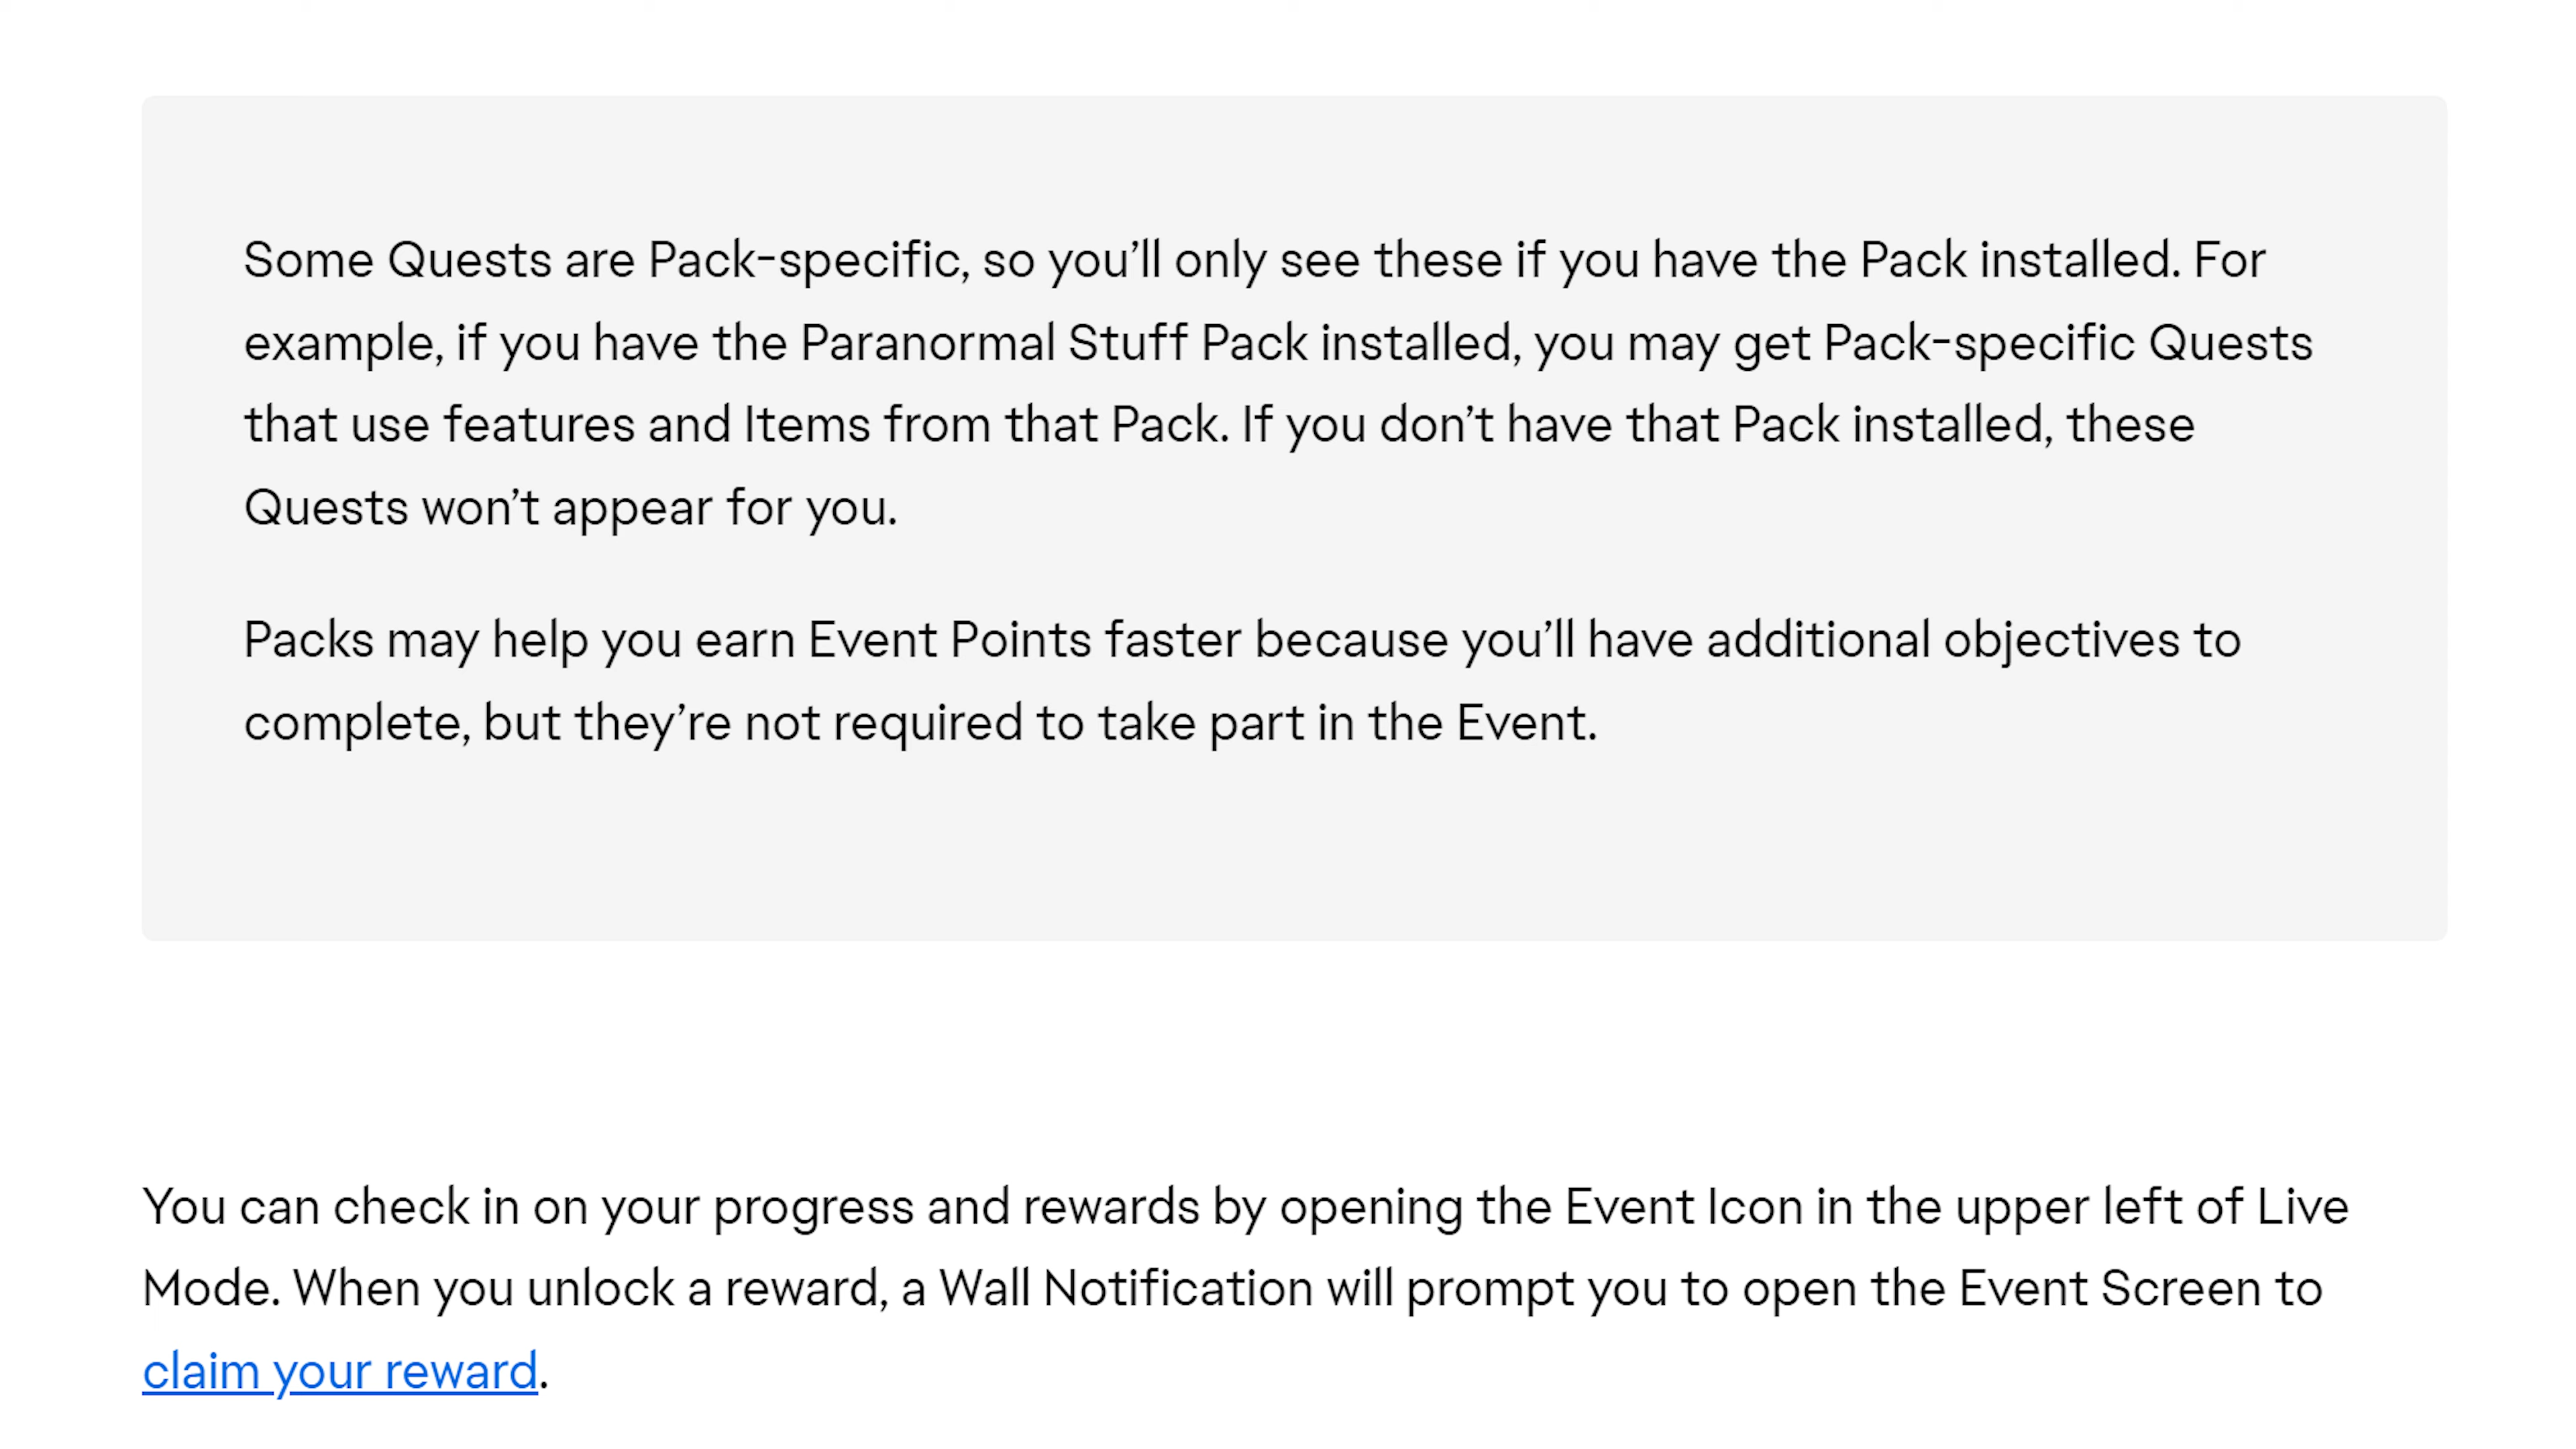 Some Quests are Pack-specific, so you’ll only see these if you have the Pack installed. For
example, if you have the Paranormal Stuff Pack installed, you may get Pack-specific Quests
that use features and Items from that Pack. If you don’t have that Pack installed, these
Quests won’t appear for you.
Packs may help you earn Event Points faster because you’ll have additional objectives to
complete, but they’re not required to take part in the Event.
You can check in on your progress and rewards by opening the Event Icon in the upper left of Live
Mode. When you unlock a reward, a Wall Notification will prompt you to open the Event Screen to
claim your reward.